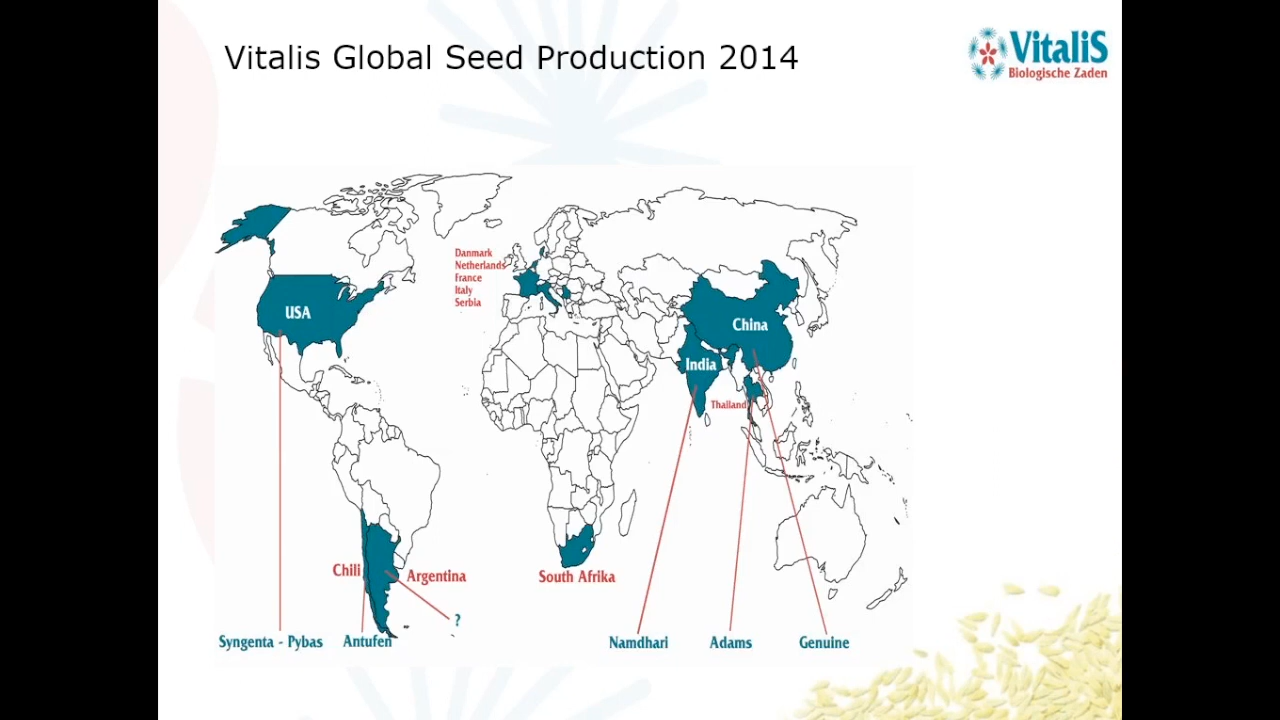 Vitalis Global Seed Production 2014
VitaliS
Biologische Zaden
Danmark
Netherlands
France
Italy
Serbia
USA
China
India
Thailand
Chili
Argentina
South Afrika
?
Syngenta - Pybas
Antufen
Namdhari
Adams
Genuine